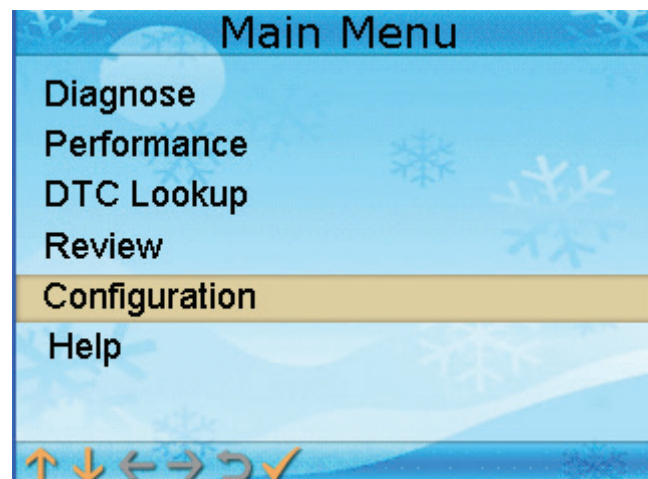 Main Menu
Diagnose
Performance
DTC Lookup
Review
Configuration
Help